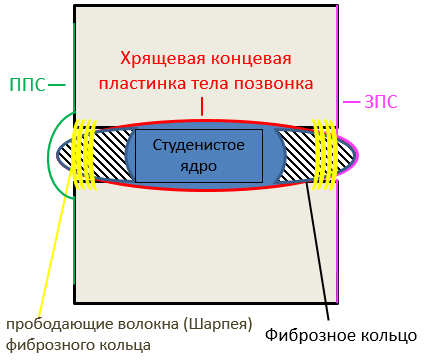 Хрящевая концевая
пластинка тела позвонка
ППС
ЗПС
Студенистое
ядро
прободающие волокна (Шарпея)
фиброзного кольца
Фиброзное кольцо